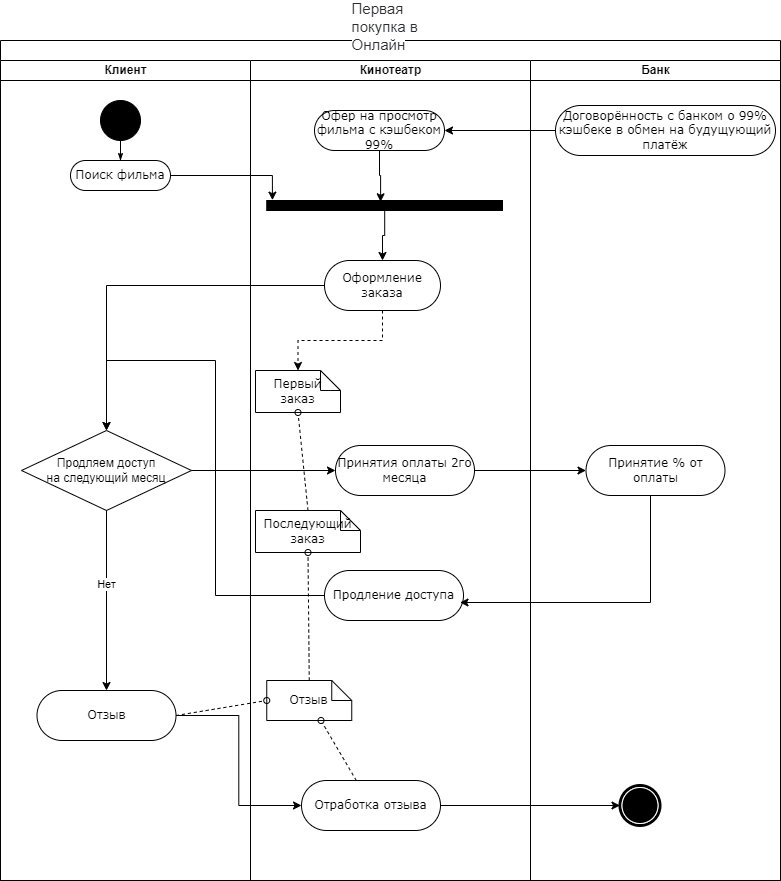 Первая
покупка в
Онлайн
Клиент
Кинотеатр
Банк
Офер на просмотр
фильма с кэшбеком
99%
Договорённость с банком о 99%
кэшбеке в обмен на будущующий
платёж
Поиск фильма
Оформление
заказа
Первый
заказ
Продляем доступ
на следующий месяц
Принятия оплаты 2го
месяца
Принятие % от
оплаты
Последующий
заказ
Нет
Продление доступа
Отзыв
Отзыв
Отработка отзыва